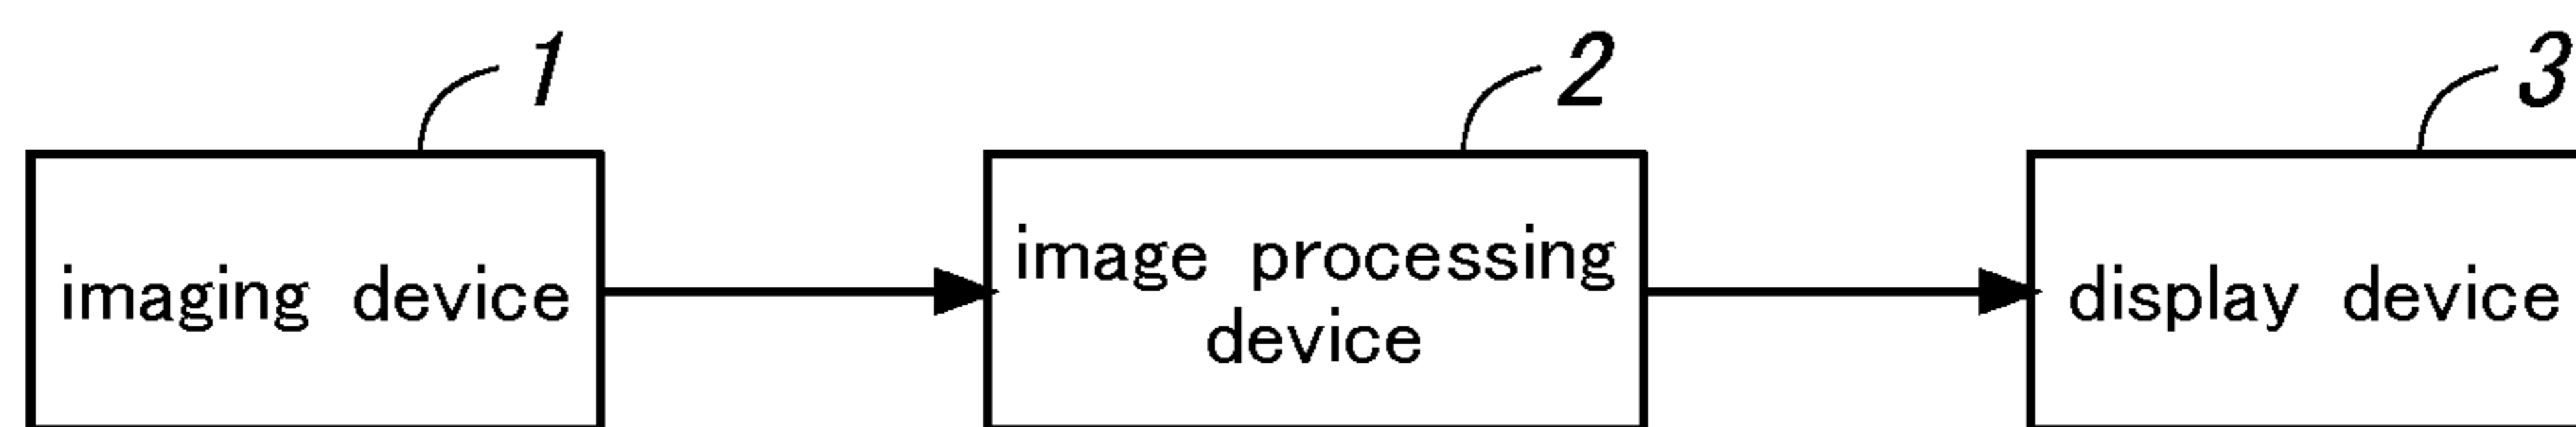 1
2
3
imaging device
image processing
device
display device